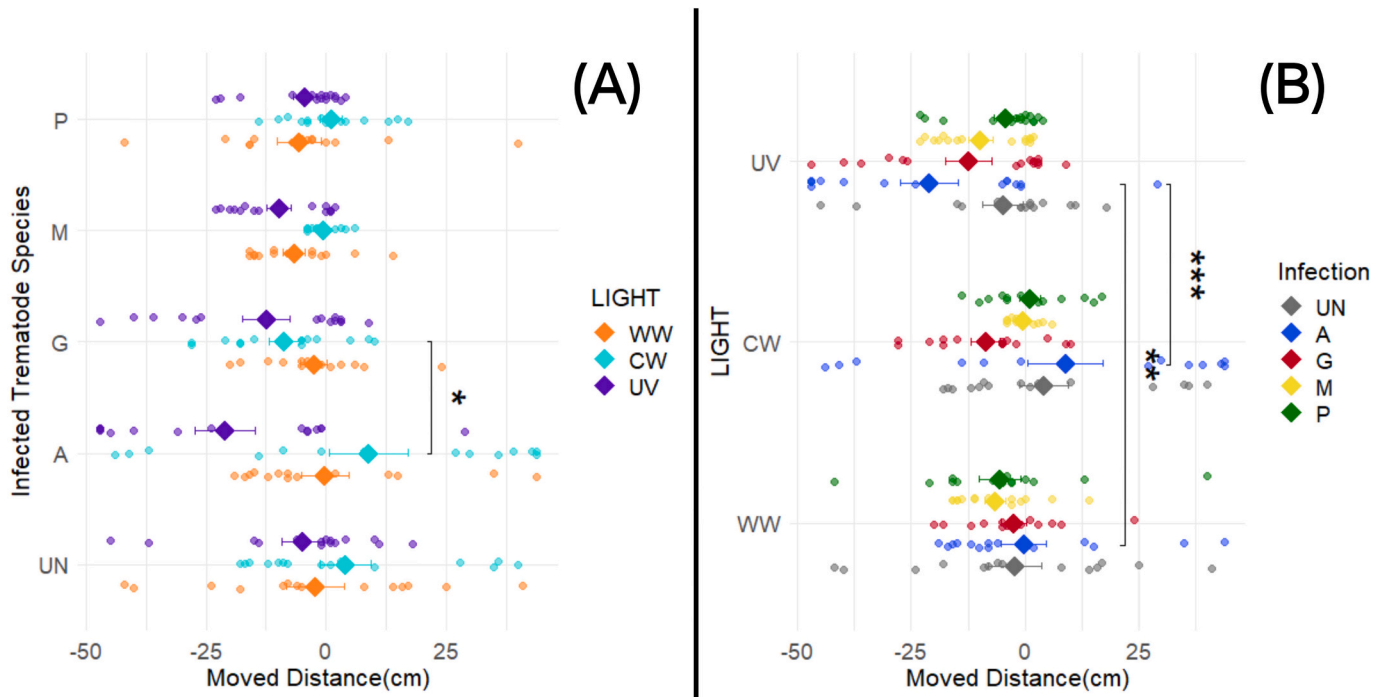 (A)
Infected Trematode Species
P
M
G
A
UN
*
-50
-25
0
25
Moved Distance(cm)
LIGHT
WW
CW
UV
(B)
LIGHT
UV
CW
WW
***
**
-50
-25
0
25
Moved Distance(cm)
Infection
UN
A
G
M
P